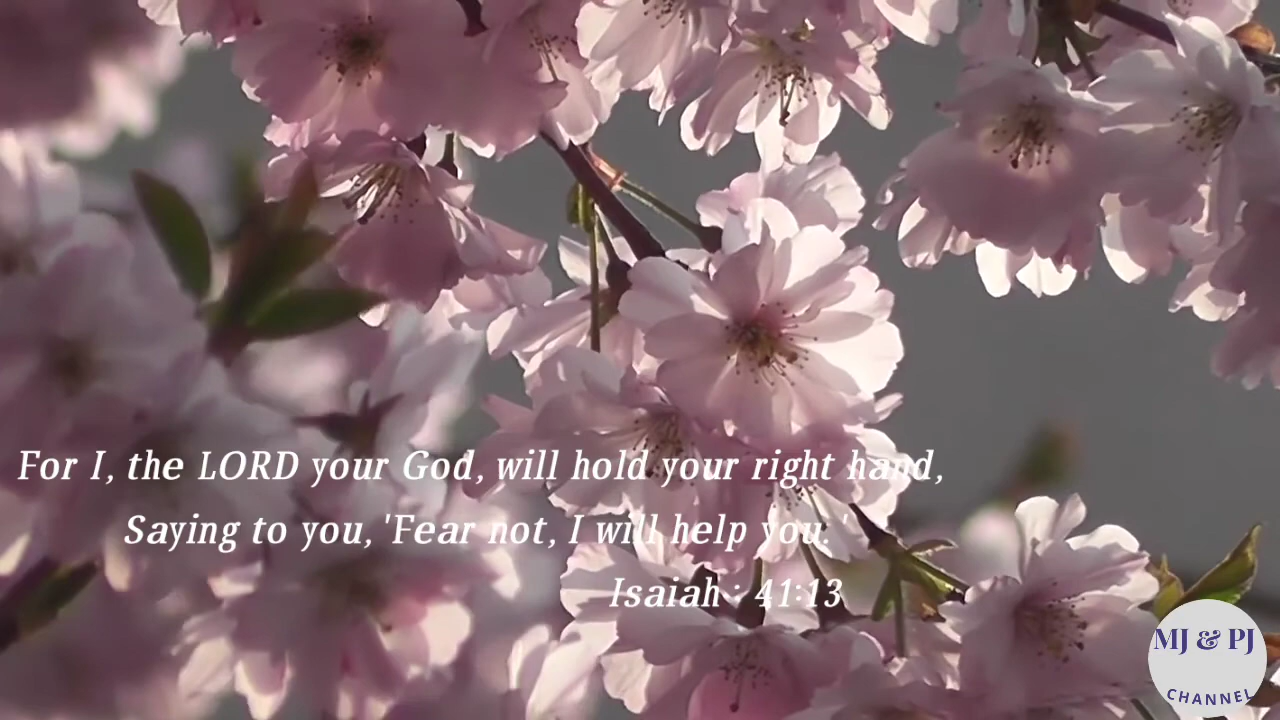 For I, the LORD your God, will hold your right hand,
Saying to you, 'Fear not, I will help you.'
Isaiah : 41:13
MJ & PJ
CHANNEL